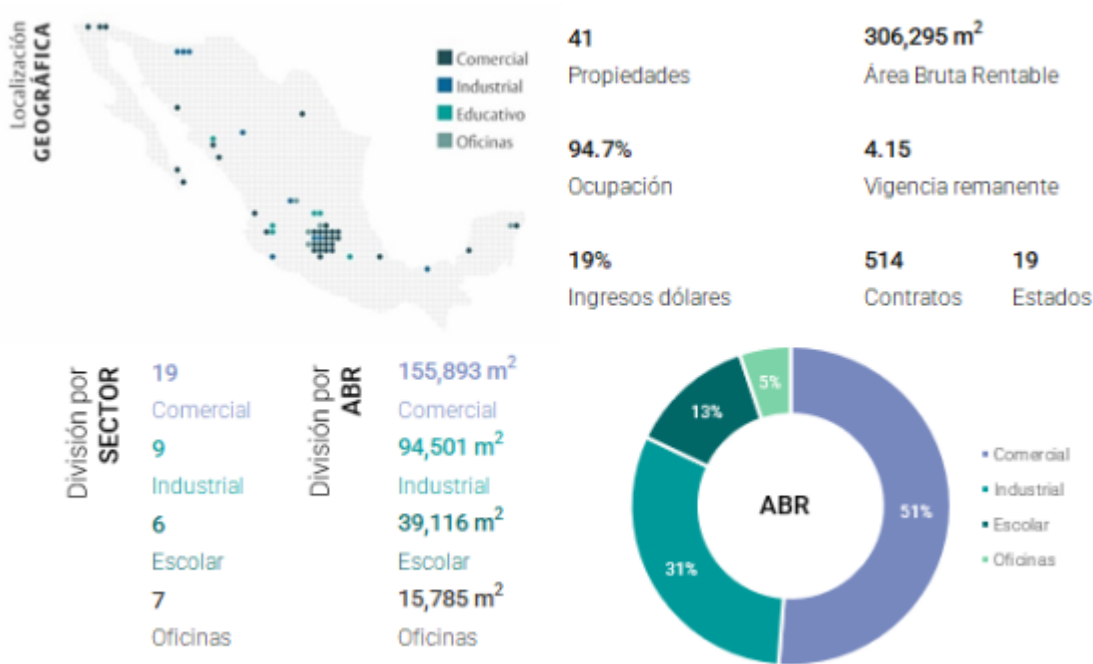 Localización
GEOGRÁFICA
Comercial
Industrial
Educativo
Oficinas
41
Propiedades
306,295 m²
Área Bruta Rentable
94.7%
Ocupación
4.15
Vigencia remanente
19%
Ingresos dólares
514
Contratos
19
Estados
División por
SECTOR
19
Comercial
9
Industrial
6
Escolar
7
Oficinas
División por
ABR
155,893 m²
Comercial
94,501 m²
Industrial
39,116 m²
Escolar
15,785 m²
Oficinas
5%
13%
ABR
51%
31%
Comercial
Industrial
Escolar
Oficinas